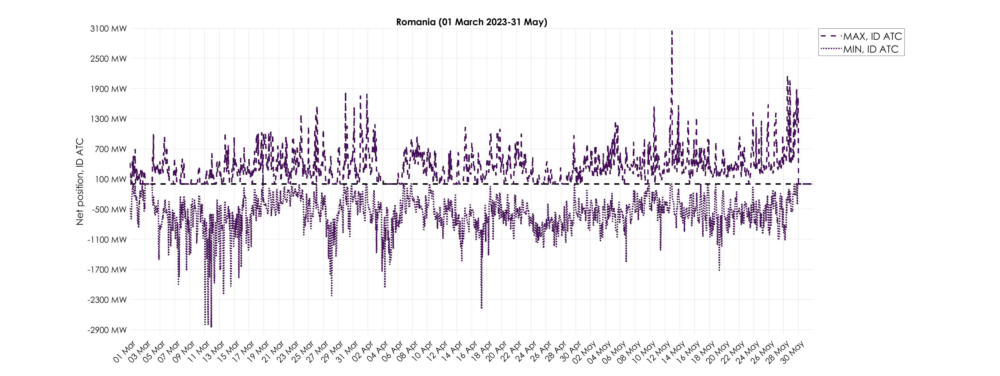 Romania (01 March 2023-31 May)
3100 MW
2500 MW
1900 MW
1300 MW
700 MW
100 MW
-500 MW
-1100 MW
-1700 MW
-2300 MW
-2900 MW
Net position, ID ATC
MAX, ID ATC
MIN, ID ATC
01 Mar
03 Mar
05 Mar
07 Mar
09 Mar
11 Mar
13 Mar
15 Mar
17 Mar
19 Mar
21 Mar
23 Mar
25 Mar
27 Mar
29 Mar
31 Mar
02 Apr
04 Apr
06 Apr
08 Apr
10 Apr
12 Apr
14 Apr
16 Apr
18 Apr
20 Apr
22 Apr
24 Apr
26 Apr
28 Apr
30 Apr
02 May
04 May
06 May
08 May
10 May
12 May
14 May
16 May
18 May
20 May
22 May
24 May
26 May
28 May
30 May